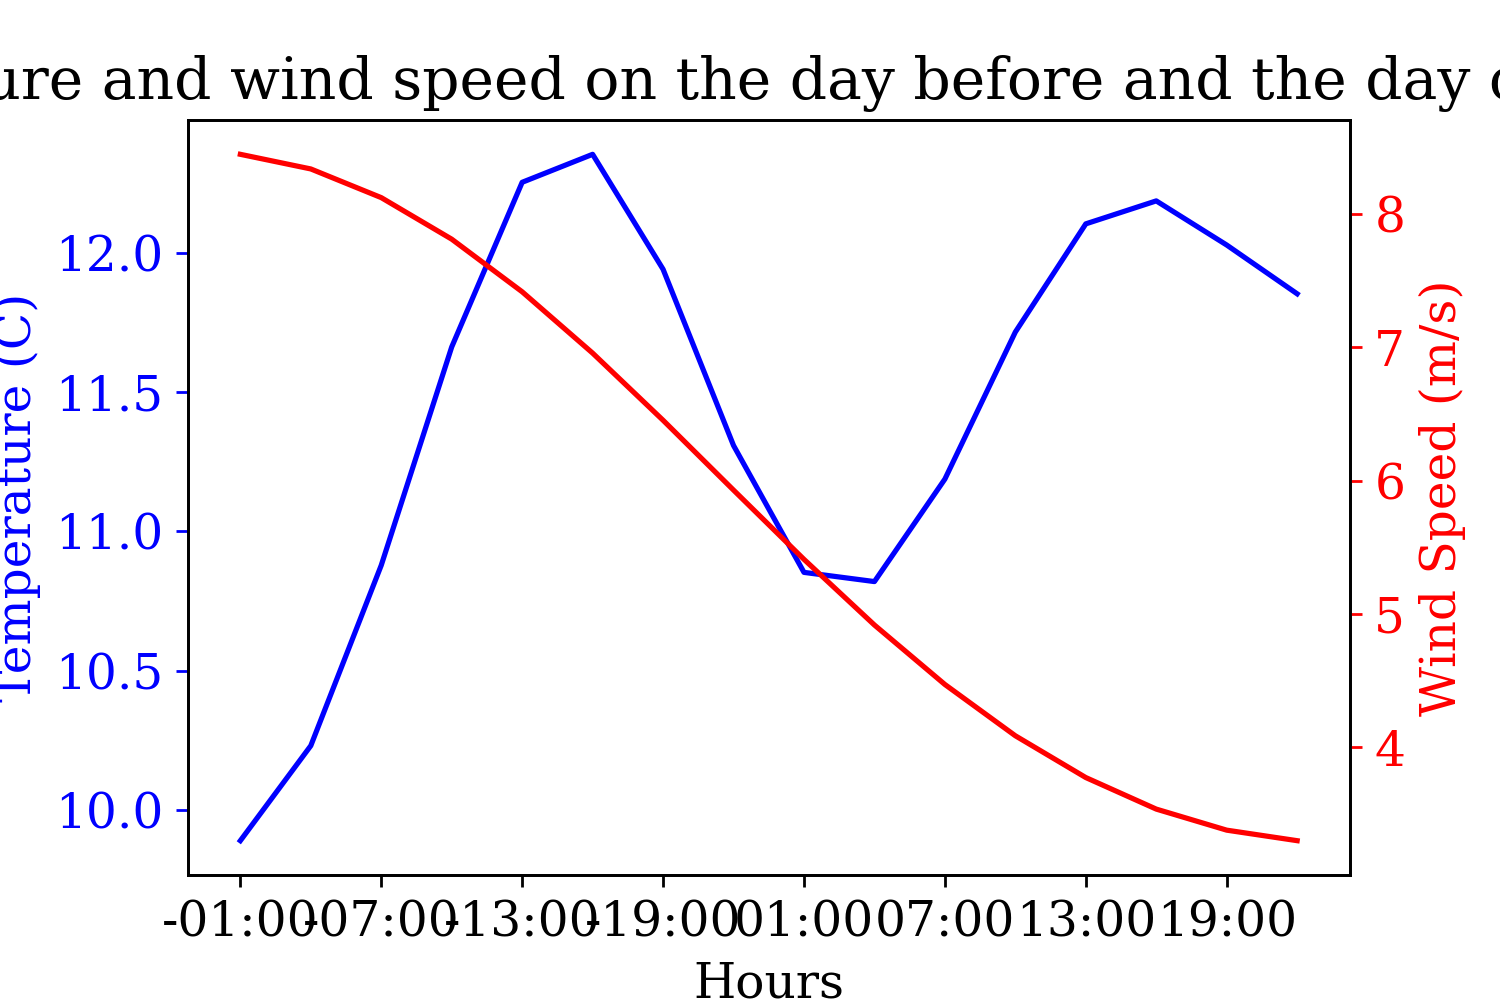 and wind speed on the day before and the day
Temperature (C)
12.0
11.5
11.0
10.5
10.0
8
7
6
5
4
Wind Speed (m/s)
-01:00 -07:00 -13:00 -19:00 01:00 07:00 13:00 19:00
Hours